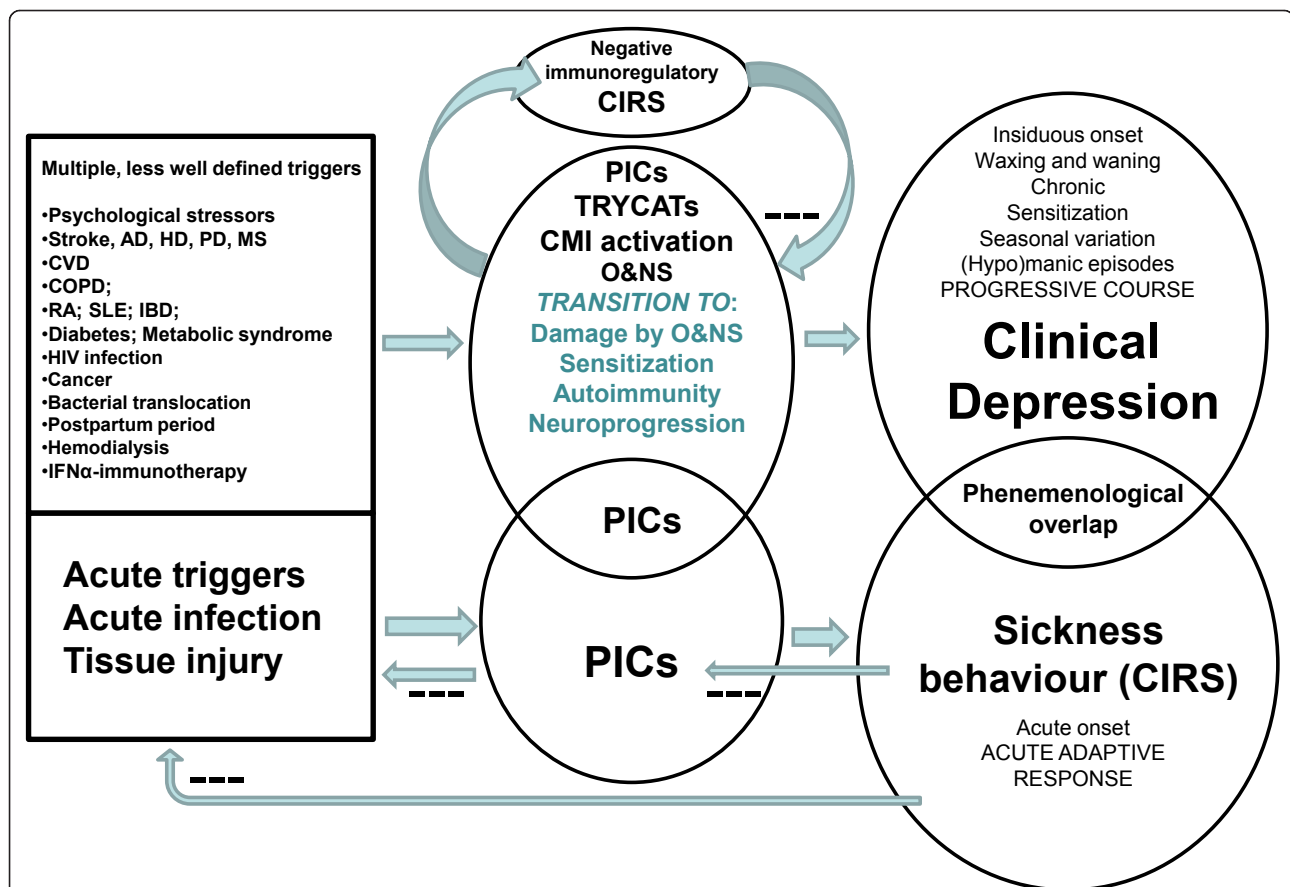 Negative
immunoregulatory
CIRS
Multiple, less well defined triggers
•Psychological stressors
•Stroke, AD, HD, PD, MS
•CVD
•COPD;
•RA; SLE; IBD;
•Diabetes; Metabolic syndrome
•HIV infection
•Cancer
•Bacterial translocation
•Postpartum period
•Hemodialysis
•IFNα-immunotherapy
Acute triggers
Acute infection
Tissue injury
PICs
TRYCATs
CMI activation
O&NS
TRANSITION TO:
Damage by O&NS
Sensitization
Autoimmunity
Neuroprogression
PICs
PICs
---
---
---
---
Insiduous onset
Waxing and waning
Chronic
Sensitization
Seasonal variation
(Hypo)manic episodes
PROGRESSIVE COURSE
Clinical
Depression
Phenemenological
overlap
Sickness
behaviour (CIRS)
Acute onset
ACUTE ADAPTIVE
RESPONSE